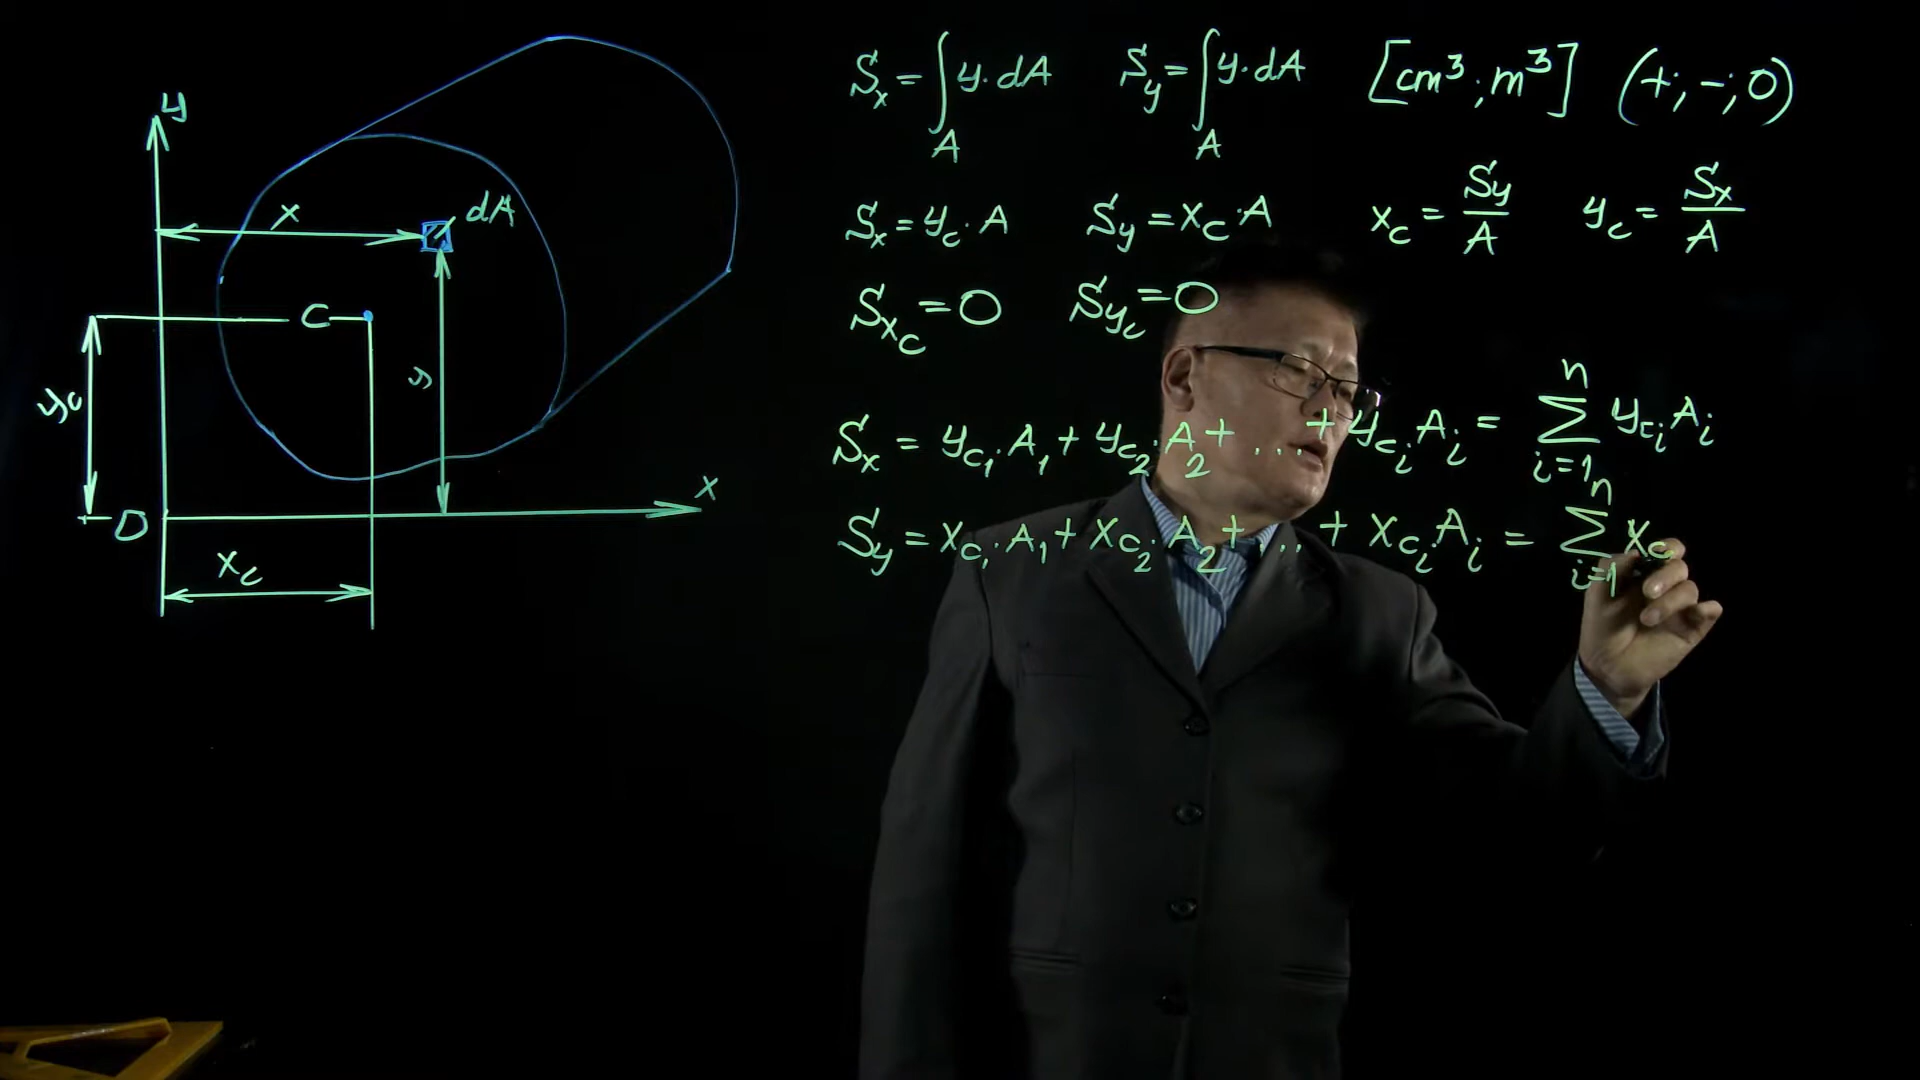 y
x
dA
C
y
yc
O
x
xc
Sx = ∫A y·dA   Sy = ∫A y·dA   [cm³; m³]   (+; -; 0)
Sx = yc·A   Sy = xc·A   xc = Sy/A   yc = Sx/A
Sxc = 0   Syc = 0
Sx = yc1·A1 + yc2·A2 + ... + yci Ai = Σ(i=1 to n) yci Ai
Sy = xc1·A1 + xc2·A2 + ... + xci Ai = Σ(i=1 to n) xc